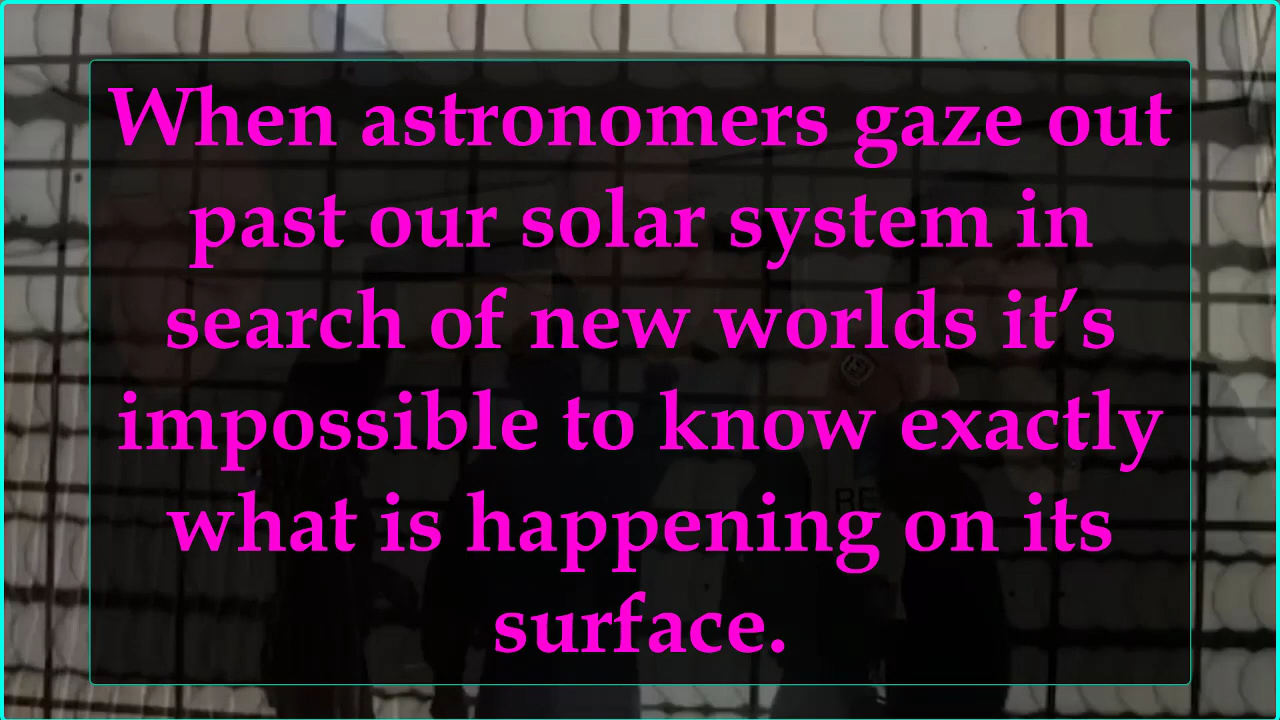 When astronomers gaze out
past our solar system in
search of new worlds it’s
impossible to know exactly
what is happening on its
surface.